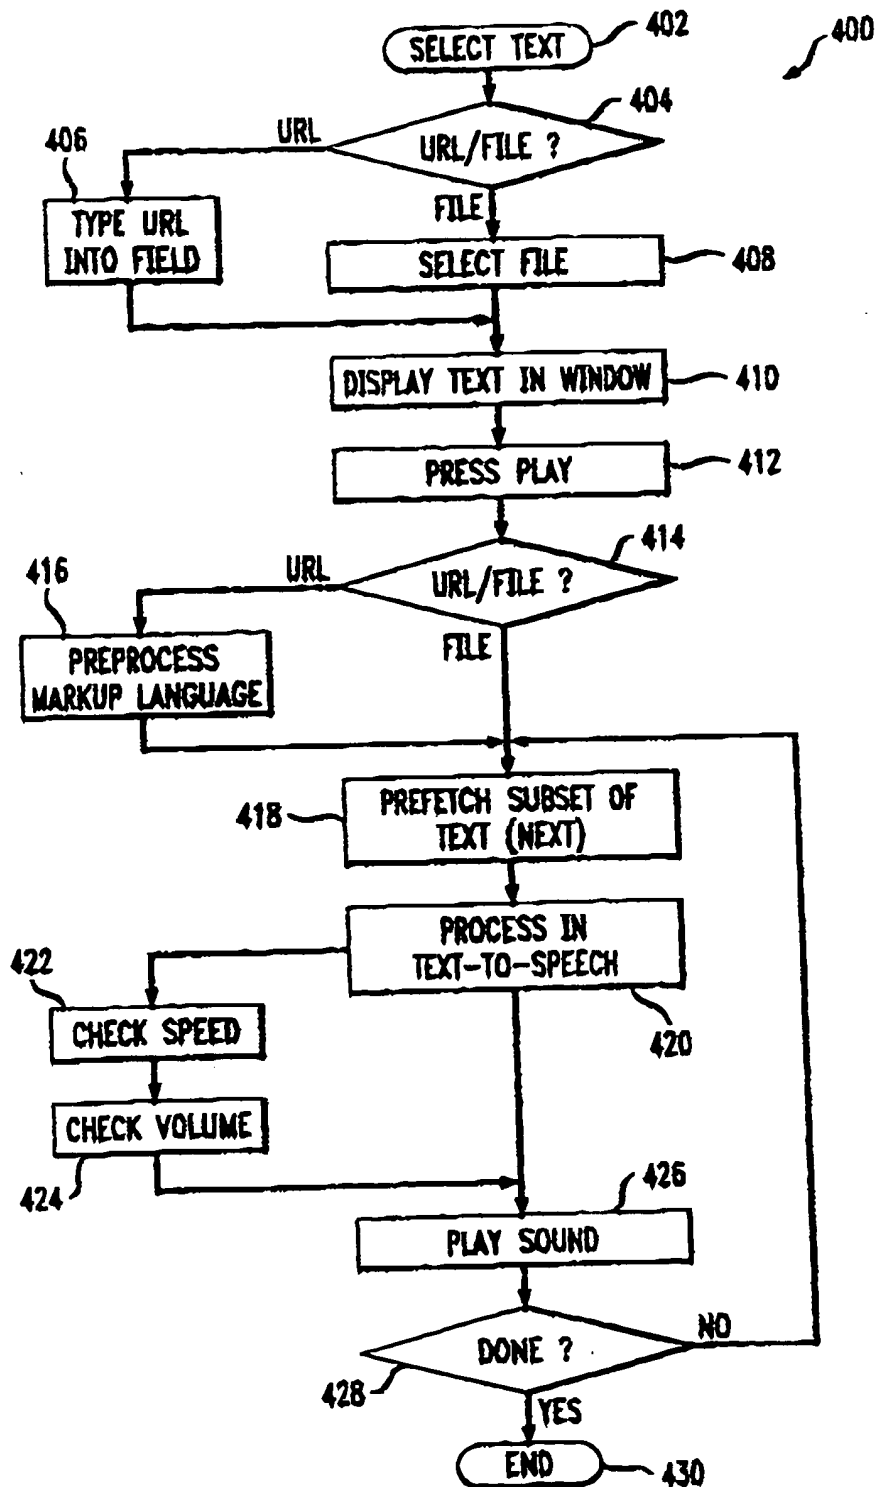 SELECT TEXT
402
400
404
URL/FILE ?
URL
406
TYPE URL
INTO FIELD
FILE
SELECT FILE
408
DISPLAY TEXT IN WINDOW
410
PRESS PLAY
412
414
URL/FILE ?
URL
416
PREPROCESS
MARKUP LANGUAGE
FILE
418
PREFETCH SUBSET OF
TEXT (NEXT)
PROCESS IN
TEXT-TO-SPEECH
420
422
CHECK SPEED
CHECK VOLUME
424
426
PLAY SOUND
DONE ?
NO
428
YES
END
430